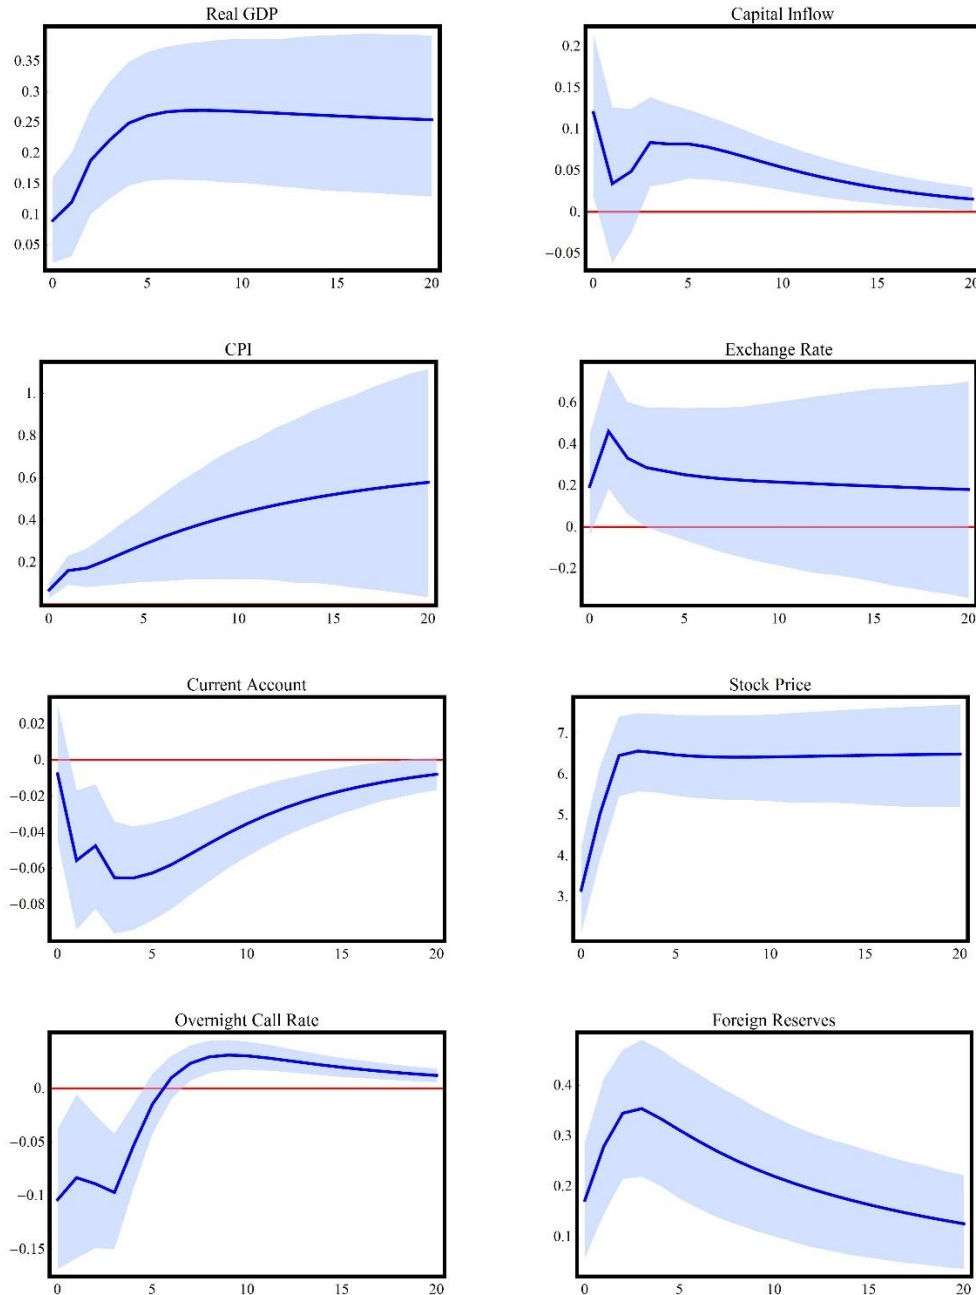 Real GDP
0.35
0.3
0.25
0.2
0.15
0.1
0.05
0 5 10 15 20
Capital Inflow
0.2
0.15
0.1
0.05
0.
−0.05
0 5 10 15 20
CPI
1.
0.8
0.6
0.4
0.2
0 5 10 15 20
Exchange Rate
0.6
0.4
0.2
0.
−0.2
0 5 10 15 20
Current Account
0.02
0.
−0.02
−0.04
−0.06
−0.08
0 5 10 15 20
Stock Price
7.
6.
5.
4.
3.
0 5 10 15 20
Overnight Call Rate
0.
−0.05
−0.1
−0.15
0 5 10 15 20
Foreign Reserves
0.4
0.3
0.2
0.1
0 5 10 15 20